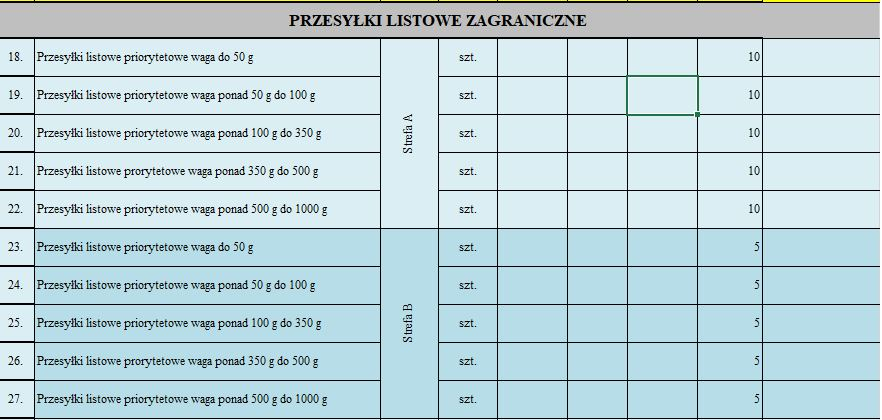 PRZESYŁKI LISTOWE ZAGRANICZNE
18. Przesyłki listowe priorytetowe waga do 50 g szt. 10
19. Przesyłki listowe priorytetowe waga ponad 50 g do 100 g szt. 10
20. Przesyłki listowe priorytetowe waga ponad 100 g do 350 g Strefa A szt. 10
21. Przesyłki listowe prorytetowe waga ponad 350 g do 500 g szt. 10
22. Przesyłki listowe priorytetowe waga ponad 500 g do 1000 g szt. 10
23. Przesyłki listowe priorytetowe waga do 50 g szt. 5
24. Przesyłki listowe priorytetowe waga ponad 50 g do 100 g szt. 5
25. Przesyłki listowe priorytetowe waga ponad 100 g do 350 g Strefa B szt. 5
26. Przesyłki listowe prorytetowe waga ponad 350 g do 500 g szt. 5
27. Przesyłki listowe priorytetowe waga ponad 500 g do 1000 g szt. 5